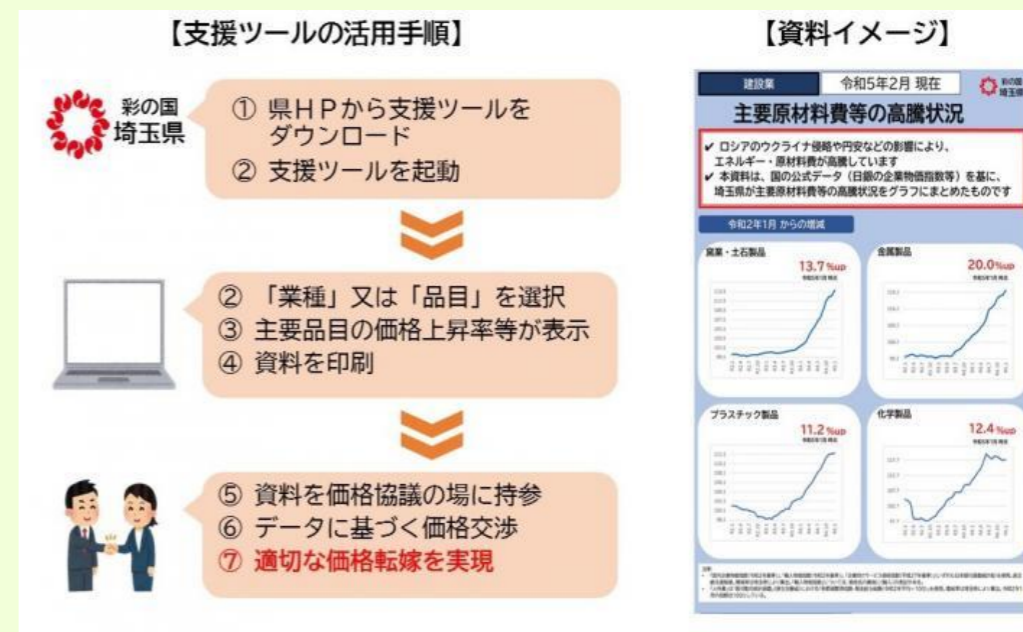 【支援ツールの活用手順】
彩の国
埼玉県
① 県ＨＰから支援ツールを
ダウンロード
② 支援ツールを起動
② 「業種」又は「品目」を選択
③ 主要品目の価格上昇率等が表示
④ 資料を印刷
⑤ 資料を価格協議の場に持参
⑥ データに基づく価格交渉
⑦ 適切な価格転嫁を実現
【資料イメージ】
建設業
令和5年2月 現在
彩の国
埼玉県
主要原材料費等の高騰状況
✔ ロシアのウクライナ侵略や円安などの影響により、
エネルギー・原材料費が高騰しています
✔ 本資料は、国の公式データ（日銀の企業物価指数等）を基に、
埼玉県が主要原材料費等の高騰状況をグラフにまとめたものです
令和2年1月 からの増減
窯業・土石製品
13.7%up
金属製品
20.0%up
プラスチック製品
11.2%up
化学製品
12.4%up